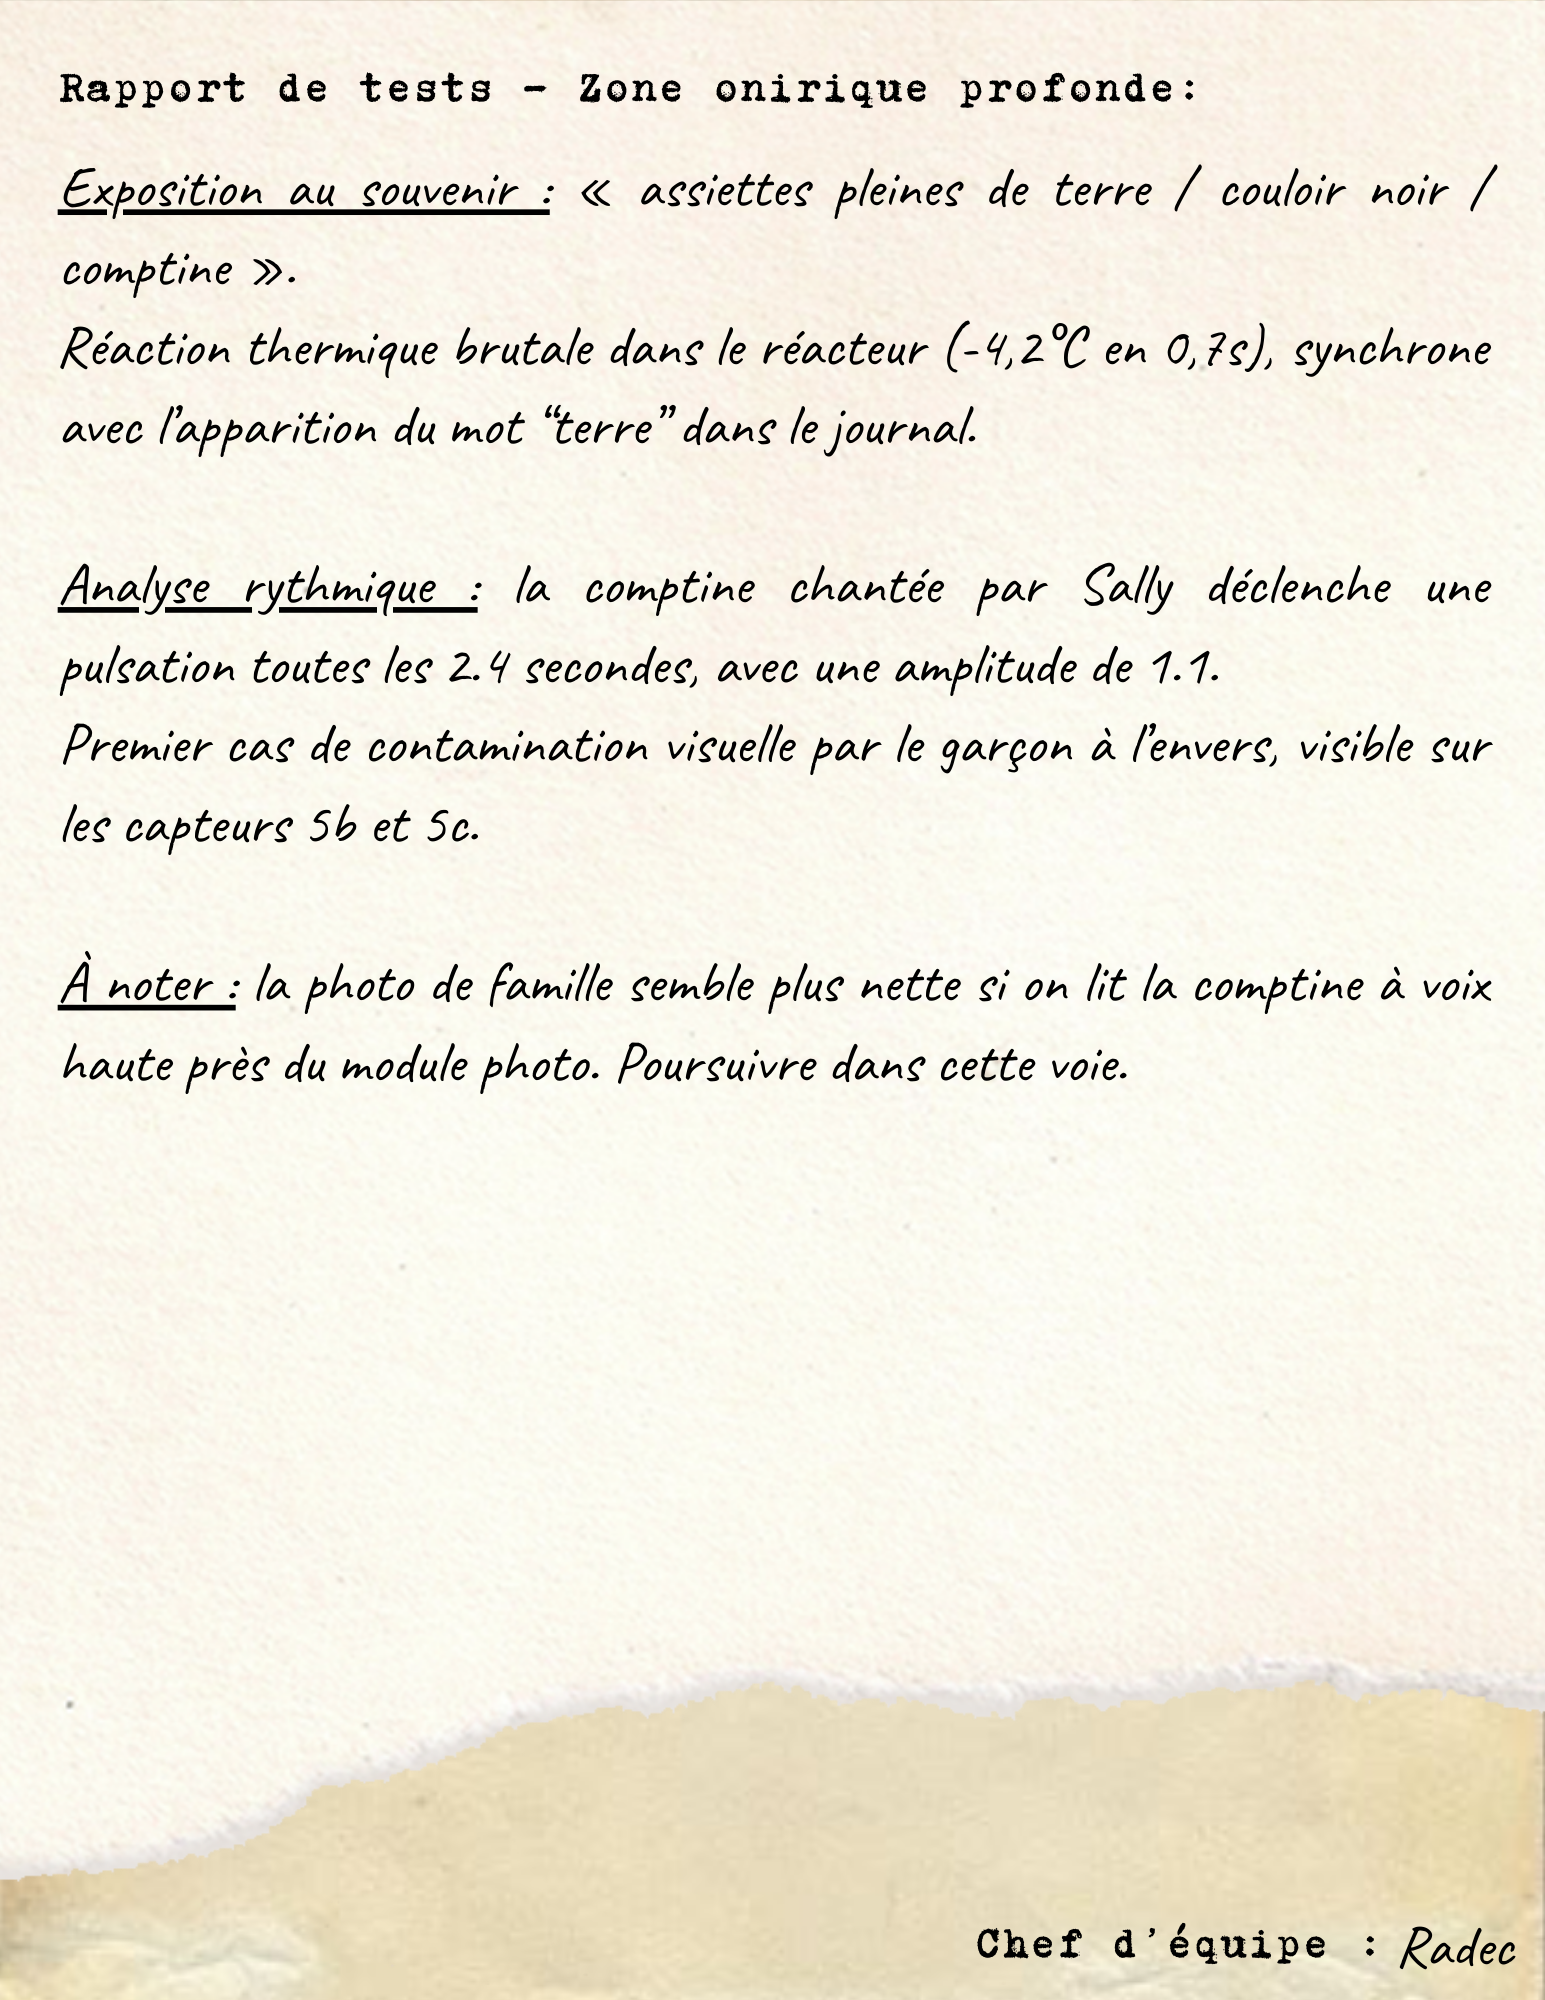 Rapport de tests - Zone onirique profonde:
Exposition au souvenir : « assiettes pleines de terre / couloir noir /
comptine ».
Réaction thermique brutale dans le réacteur (-4,2°C en 0,7s), synchrone
avec l’apparition du mot “terre” dans le journal.
Analyse rythmique : la comptine chantée par Sally déclenche une
pulsation toutes les 2.4 secondes, avec une amplitude de 1.1.
Premier cas de contamination visuelle par le garçon à l’envers, visible sur
les capteurs 5b et 5c.
À noter : la photo de famille semble plus nette si on lit la comptine à voix
haute près du module photo. Poursuivre dans cette voie.
Chef d'équipe : Radec